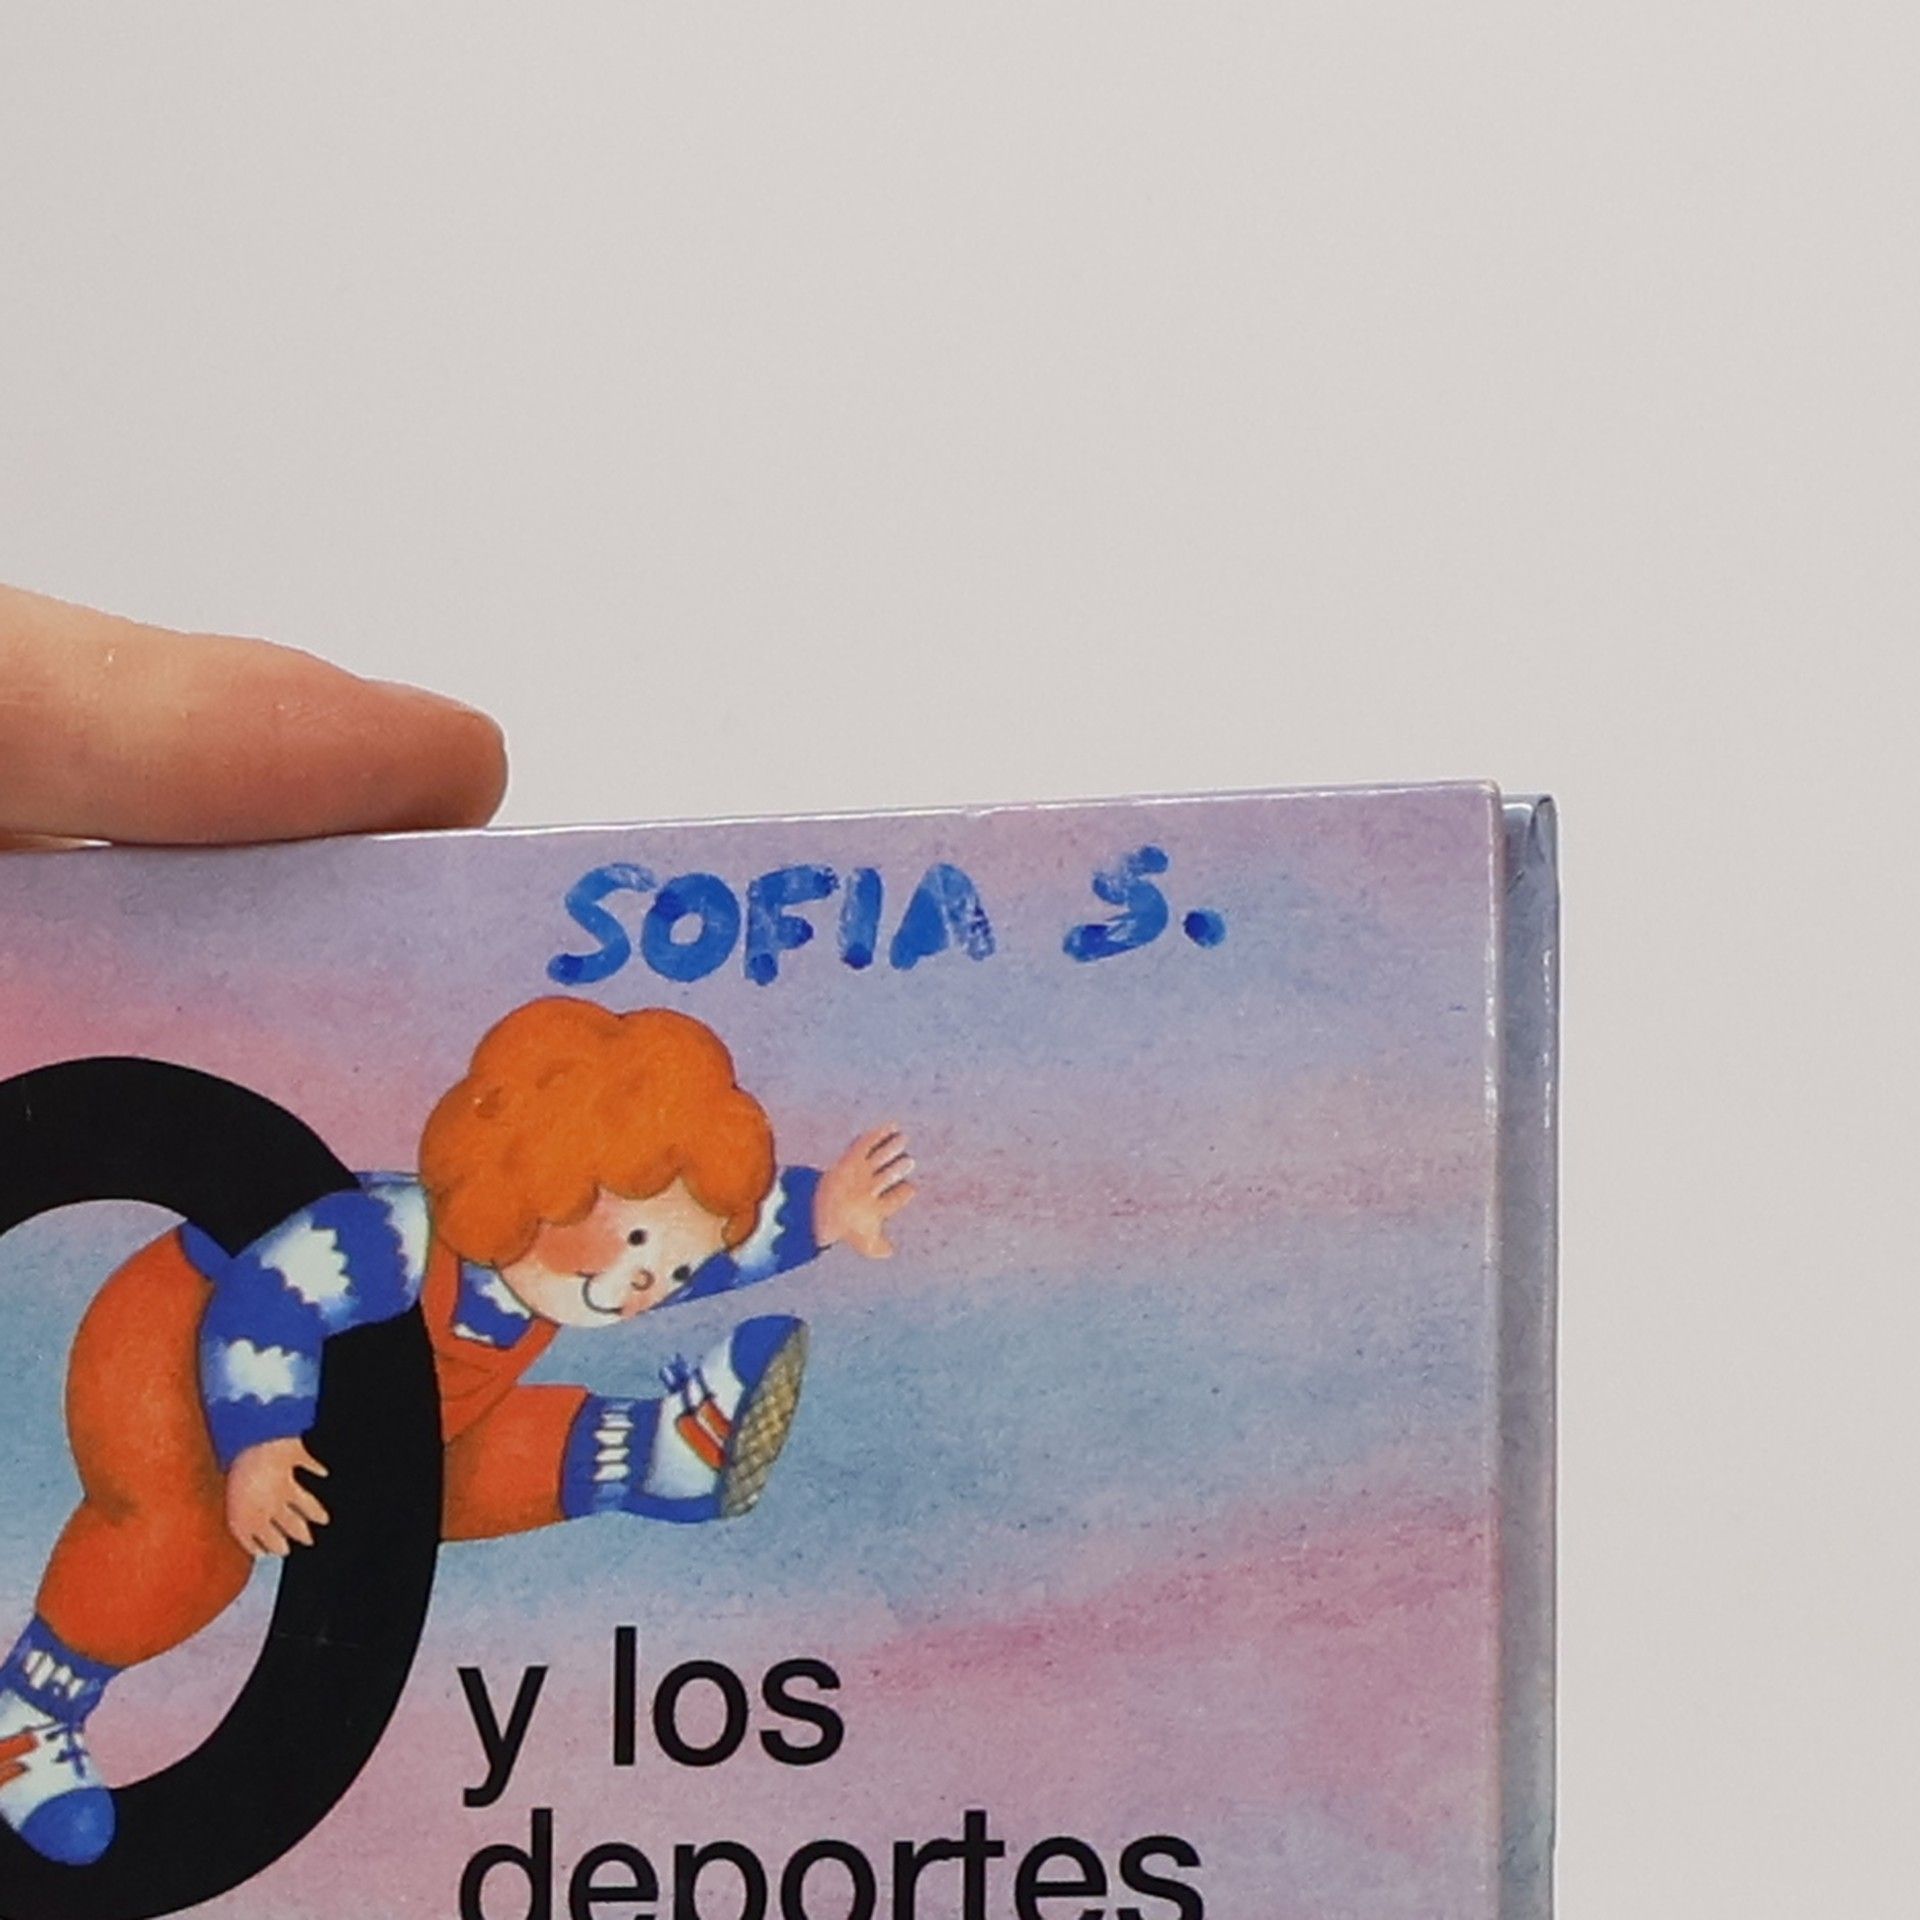 SOFIA S.
O y los
deportes